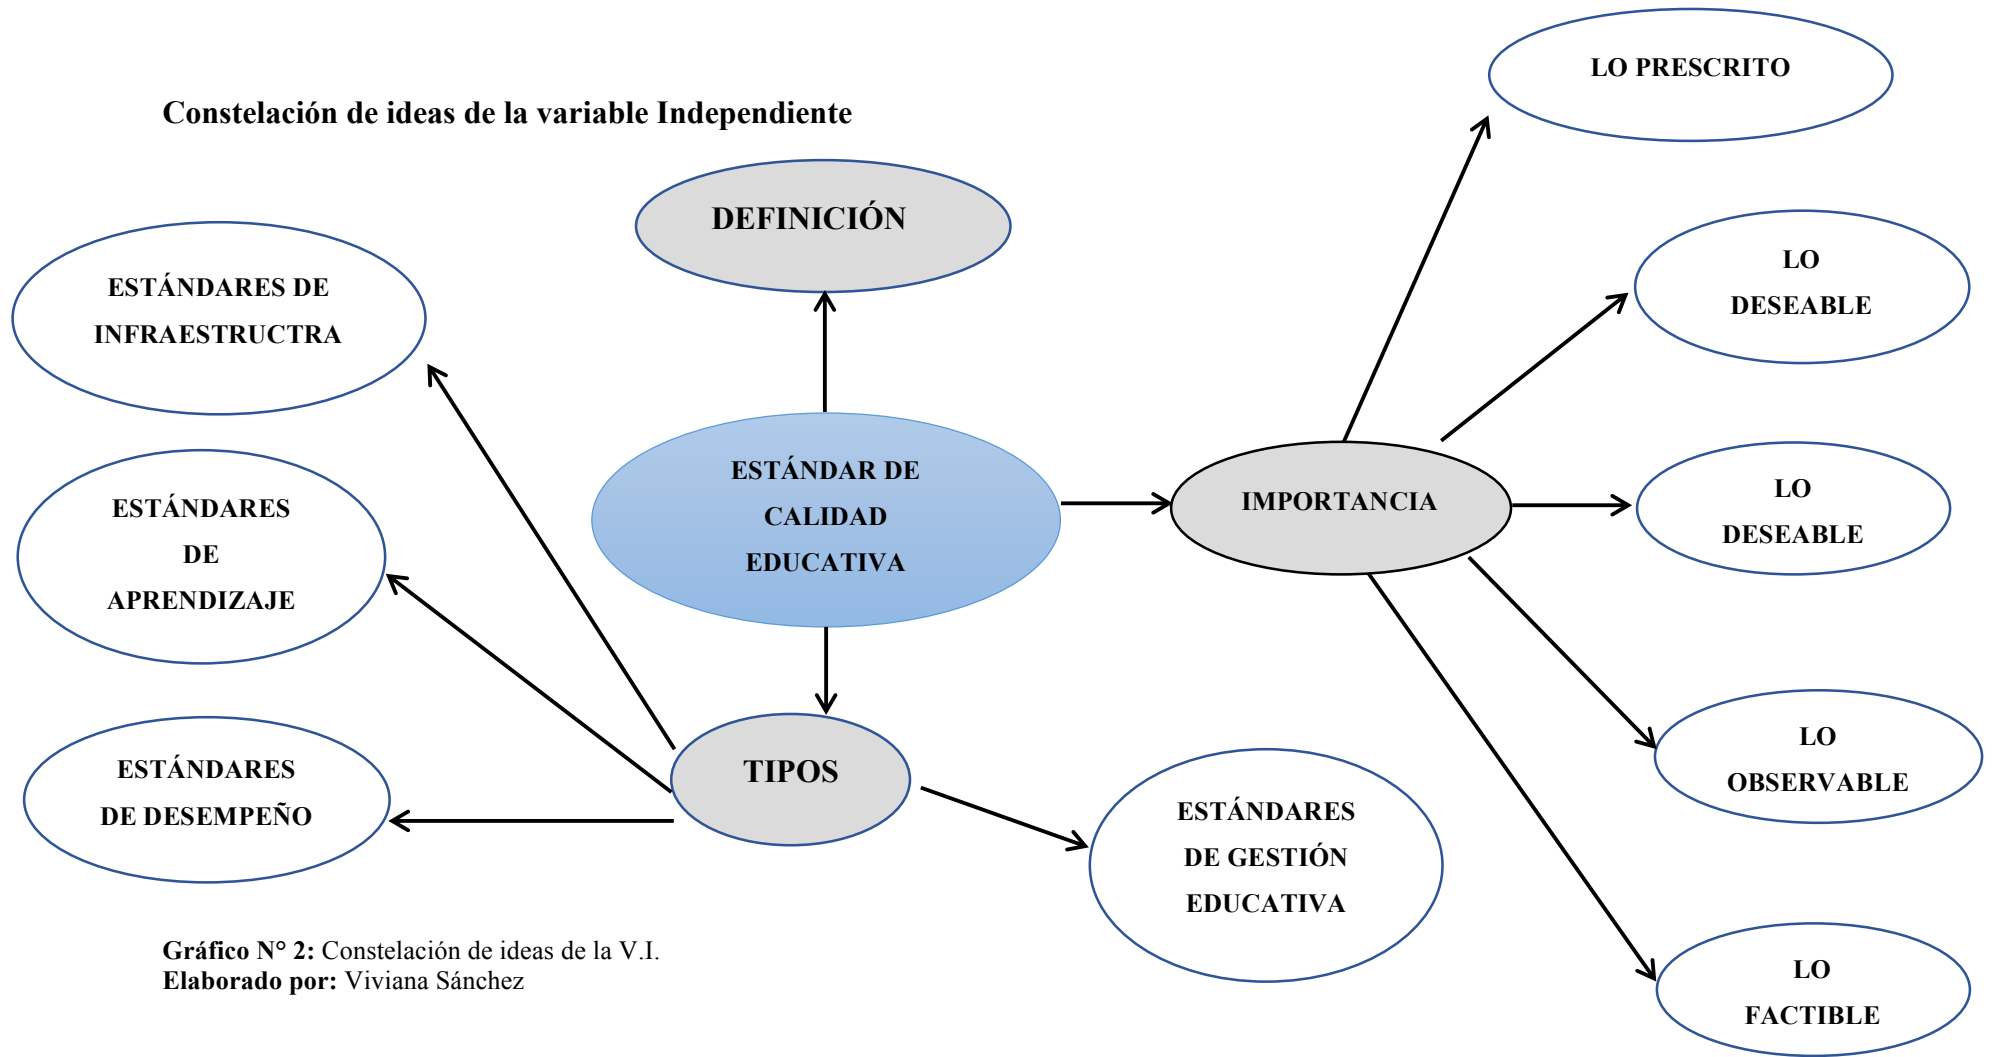 Constelación de ideas de la variable Independiente
LO PRESCRITO
DEFINICIÓN
ESTÁNDARES DE
INFRAESTRUCTRA
LO
DESEABLE
ESTÁNDAR DE
CALIDAD
EDUCATIVA
IMPORTANCIA
LO
DESEABLE
ESTÁNDARES
DE
APRENDIZAJE
ESTÁNDARES
DE DESEMPEÑO
TIPOS
LO
OBSERVABLE
ESTÁNDARES
DE GESTIÓN
EDUCATIVA
LO
FACTIBLE
Gráfico N° 2: Constelación de ideas de la V.I.
Elaborado por: Viviana Sánchez